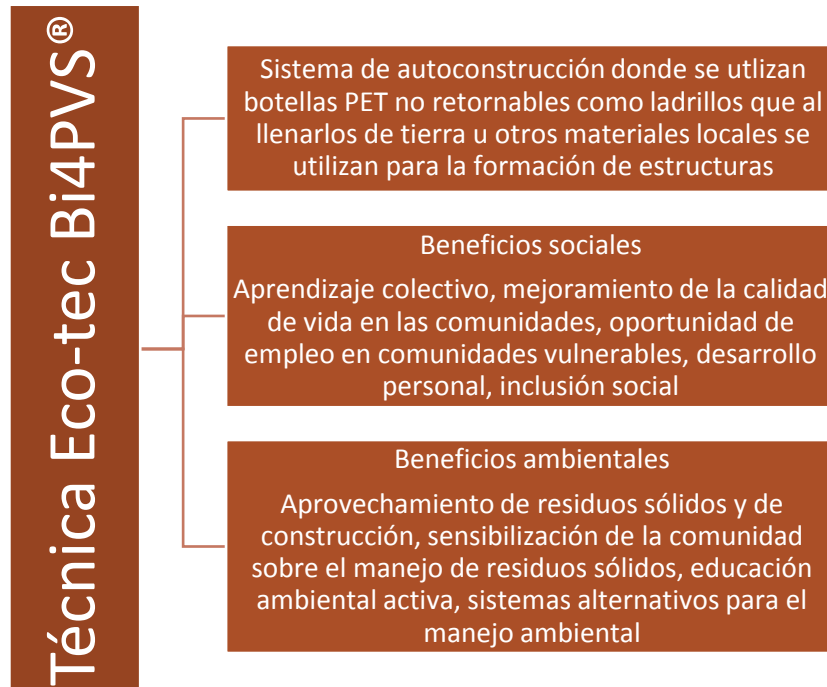 Técnica Eco-tec Bi4PVS®
Sistema de autoconstrucción donde se utlizan
botellas PET no retornables como ladrillos que al
llenarlos de tierra u otros materiales locales se
utilizan para la formación de estructuras
Beneficios sociales
Aprendizaje colectivo, mejoramiento de la calidad
de vida en las comunidades, oportunidad de
empleo en comunidades vulnerables, desarrollo
personal, inclusión social
Beneficios ambientales
Aprovechamiento de residuos sólidos y de
construcción, sensibilización de la comunidad
sobre el manejo de residuos sólidos, educación
ambiental activa, sistemas alternativos para el
manejo ambiental